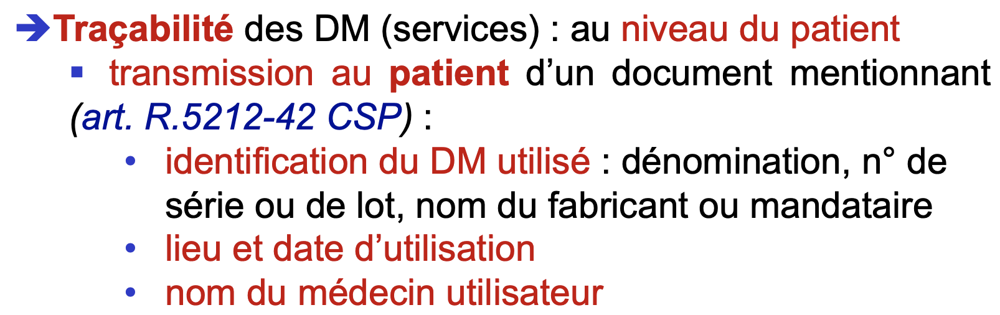 ➔Traçabilité des DM (services) : au niveau du patient
▪ transmission au patient d’un document mentionnant
(art. R.5212-42 CSP) :
• identification du DM utilisé : dénomination, n° de
série ou de lot, nom du fabricant ou mandataire
• lieu et date d’utilisation
• nom du médecin utilisateur